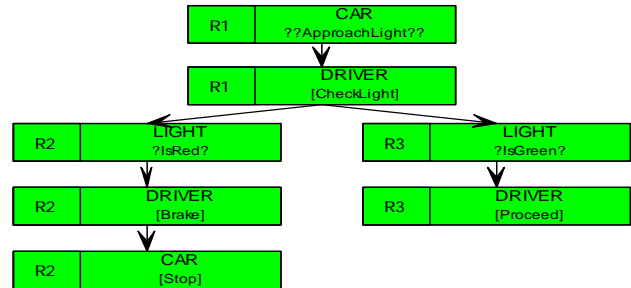 R1
CAR
??ApproachLight??
R1
DRIVER
[CheckLight]
R2
LIGHT
?IsRed?
R3
LIGHT
?IsGreen?
R2
DRIVER
[Brake]
R3
DRIVER
[Proceed]
R2
CAR
[Stop]